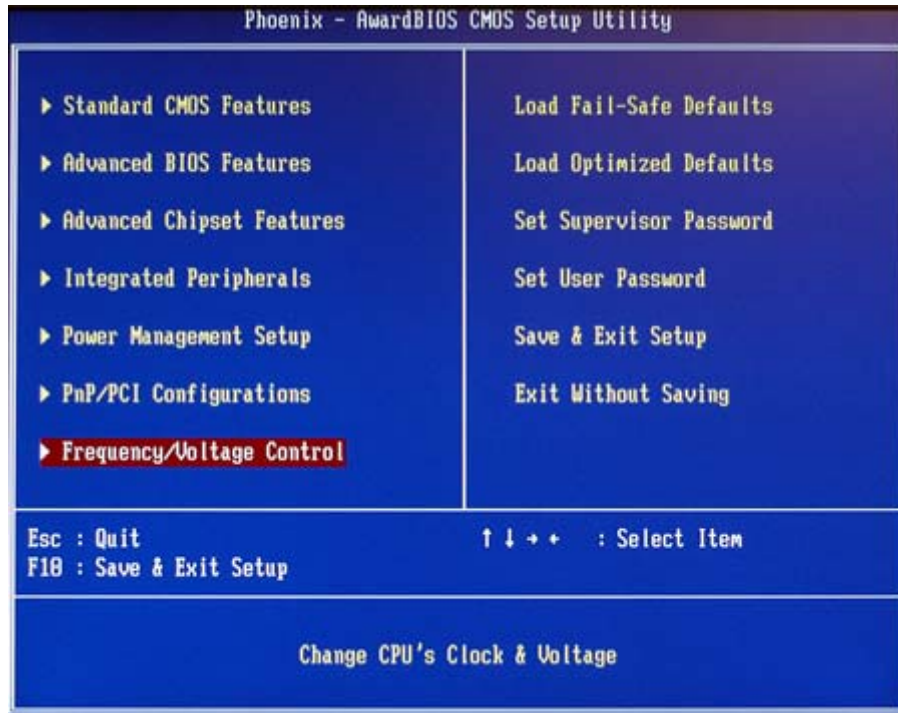 Phoenix - AwardBIOS CMOS Setup Utility
▶ Standard CMOS Features
▶ Advanced BIOS Features
▶ Advanced Chipset Features
▶ Integrated Peripherals
▶ Power Management Setup
▶ PnP/PCI Configurations
▶ Frequency/Voltage Control
Load Fail-Safe Defaults
Load Optimized Defaults
Set Supervisor Password
Set User Password
Save & Exit Setup
Exit Without Saving
Esc : Quit
F10 : Save & Exit Setup
↑ ↓ → ← : Select Item
Change CPU's Clock & Voltage